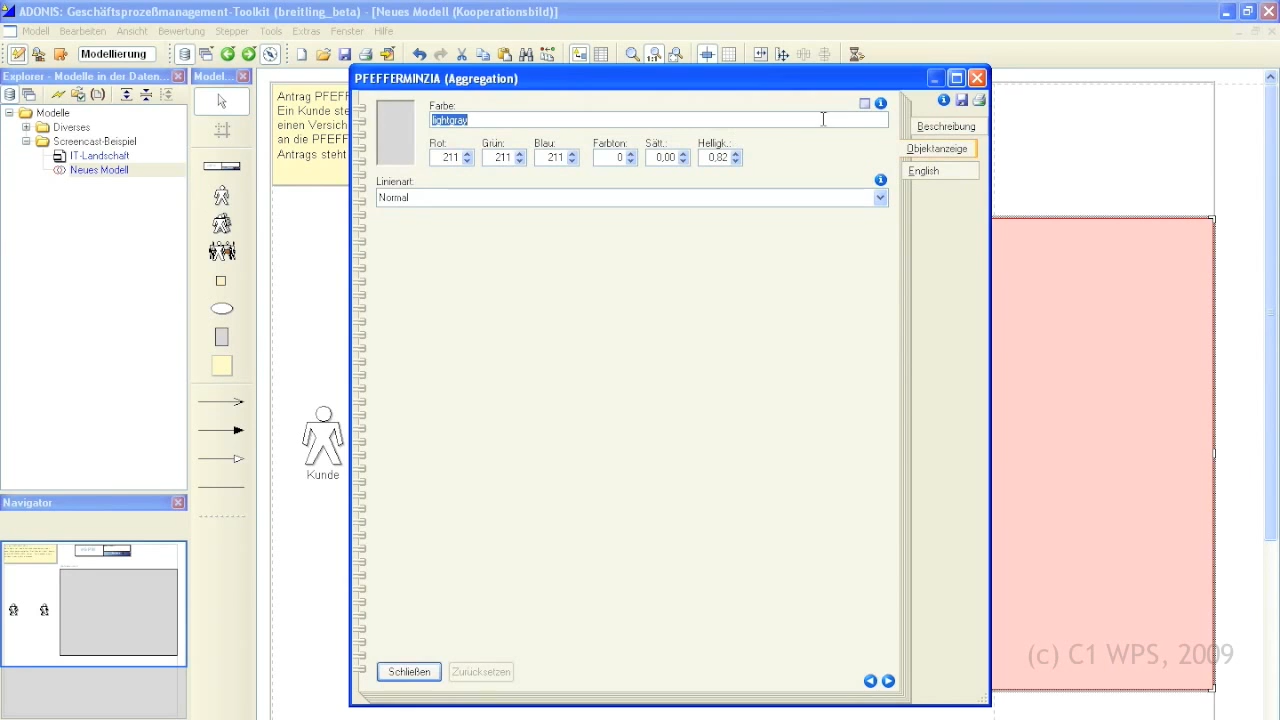 ADONIS: Geschäftsprozeßmanagement-Toolkit (breitling_beta) - [Neues Modell (Kooperationsbild)]
Modell Bearbeiten Ansicht Bewertung Stepper Tools Extras Fenster Hilfe
Modellierung
Explorer - Modelle in der Daten...
Model...
Modelle
Diverses
Screencast-Beispiel
IT-Landschaft
Neues Modell
Navigator
Antrag PFEFF
Ein Kunde ste
einen Versich
an die PFEFF
Antrags steht
Kunde
PFEFFERMINZIA (Aggregation)
Farbe:
lightgray
Rot: Grün: Blau: Farbton: Sätt.: Helligk.:
211 211 211 0 0,00 0,82
Linienart:
Normal
Beschreibung
Objektanzeige
English
Schließen Zurücksetzen
(c) C1 WPS, 2009